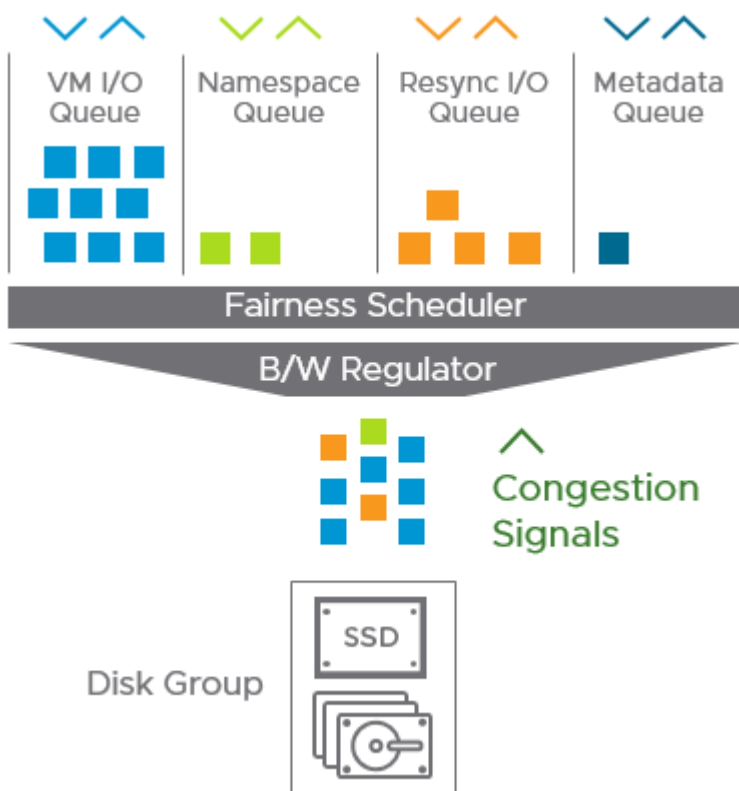 VM I/O
Queue
Namespace
Queue
Resync I/O
Queue
Metadata
Queue
Fairness Scheduler
B/W Regulator
Congestion
Signals
SSD
Disk Group